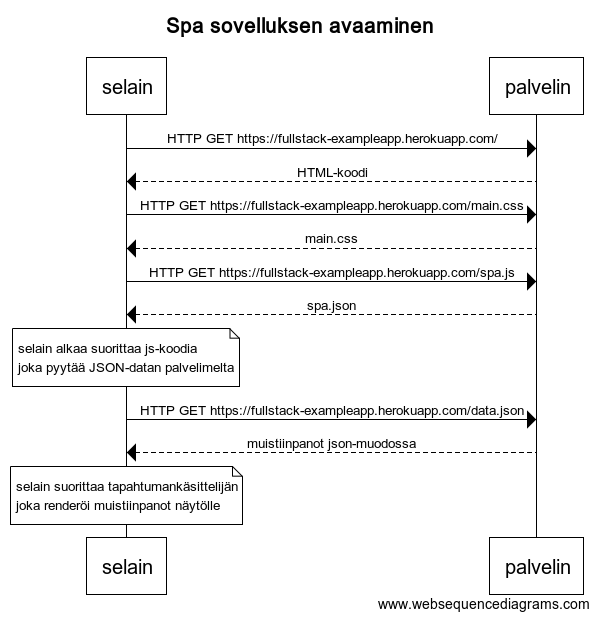 Spa sovelluksen avaaminen
selain
palvelin
HTTP GET https://fullstack-exampleapp.herokuapp.com/
HTML-koodi
HTTP GET https://fullstack-exampleapp.herokuapp.com/main.css
main.css
HTTP GET https://fullstack-exampleapp.herokuapp.com/spa.js
spa.json
selain alkaa suorittaa js-koodia
joka pyytää JSON-datan palvelimelta
HTTP GET https://fullstack-exampleapp.herokuapp.com/data.json
muistiinpanot json-muodossa
selain suorittaa tapahtumankäsittelijän
joka renderöi muistiinpanot näytölle
selain
palvelin
www.websequencediagrams.com